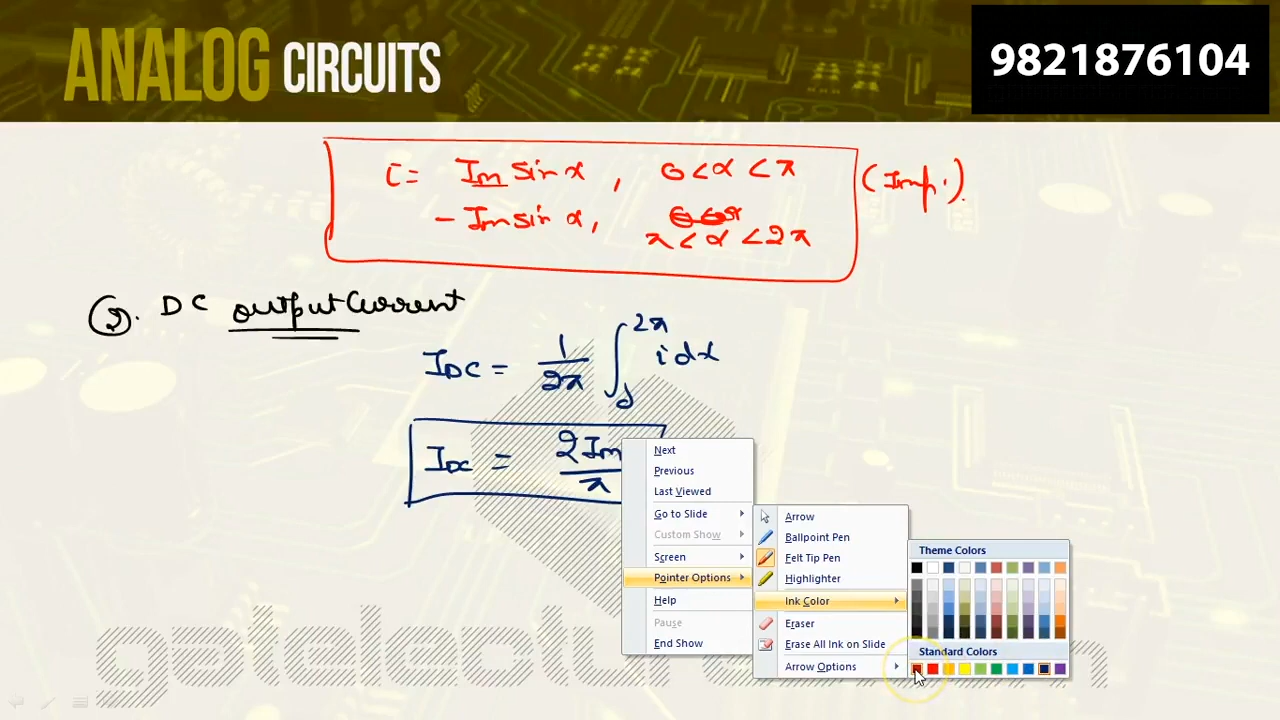 ANALOG CIRCUITS
9821876104
i = Im sin α , 0 < α < π
(Imp.)
- Im sin α, π < α < 2π
②. DC output Current
IDC = 1/2π ∫ 0 2π i dα
IDC = 2Im/π
Next
Previous
Last Viewed
Go to Slide
Custom Show
Screen
Pointer Options
Help
Pause
End Show
Arrow
Ballpoint Pen
Felt Tip Pen
Highlighter
Ink Color
Eraser
Erase All Ink on Slide
Arrow Options
Theme Colors
Standard Colors